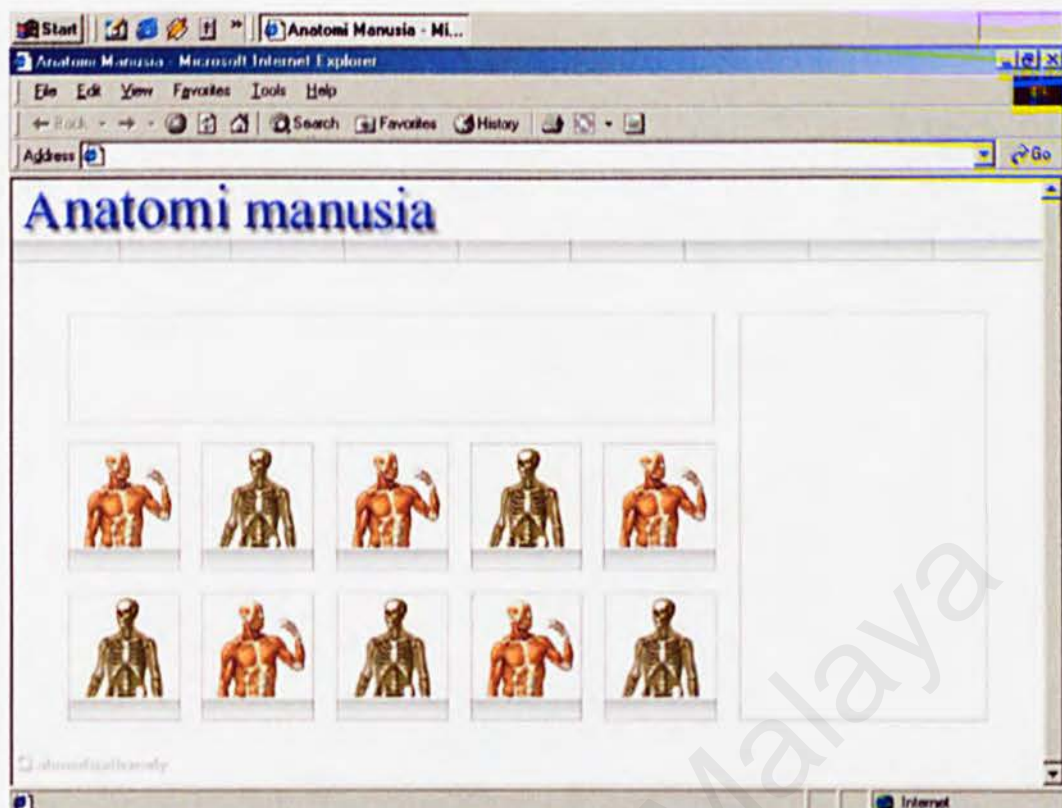 Start » Anatomi Manusia - Mi...
Anatomi Manusia - Microsoft Internet Explorer
File Edit View Favorites Tools Help
Back Search Favorites History
Address Go
Anatomi manusia
Internet
Malaya